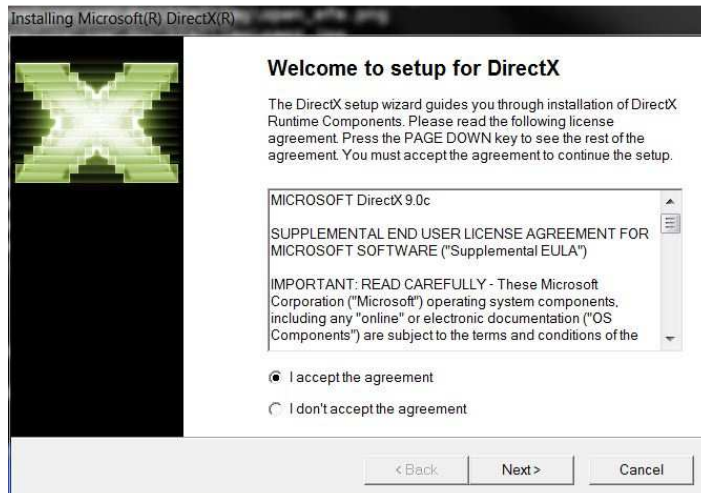 Installing Microsoft(R) DirectX(R)
Welcome to setup for DirectX
The DirectX setup wizard guides you through installation of DirectX
Runtime Components. Please read the following license
agreement. Press the PAGE DOWN key to see the rest of the
agreement. You must accept the agreement to continue the setup.
MICROSOFT DirectX 9.0c
SUPPLEMENTAL END USER LICENSE AGREEMENT FOR
MICROSOFT SOFTWARE ("Supplemental EULA")
IMPORTANT: READ CAREFULLY - These Microsoft
Corporation ("Microsoft") operating system components,
including any "online" or electronic documentation ("OS
Components") are subject to the terms and conditions of the
I accept the agreement
I don't accept the agreement
< Back
Next >
Cancel